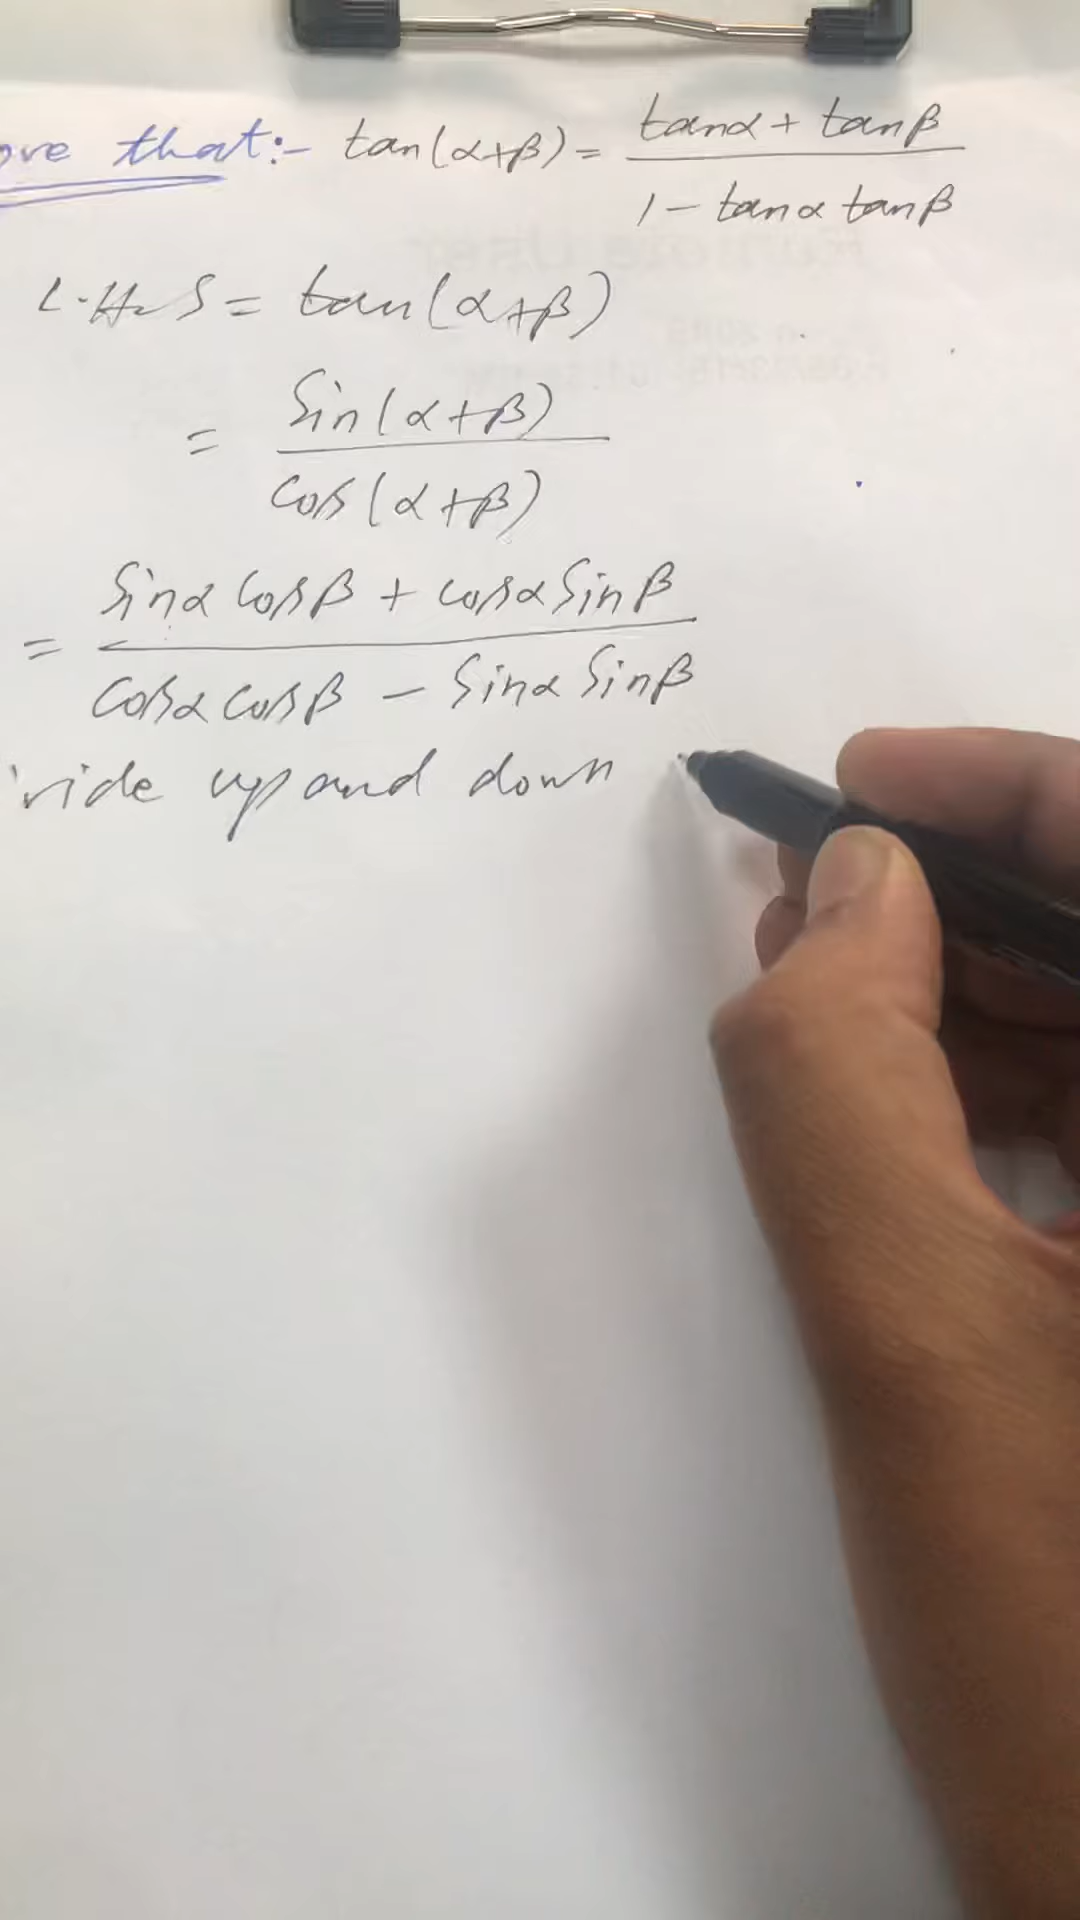 ove that:- tan(α+β) = (tanα + tanβ) / (1 - tanα tanβ)
L.H.S = tan(α+β)
= Sin(α+β) / Cos(α+β)
= (Sinα Cosβ + Cosα Sinβ) / (Cosα Cosβ - Sinα Sinβ)
ivide up and down